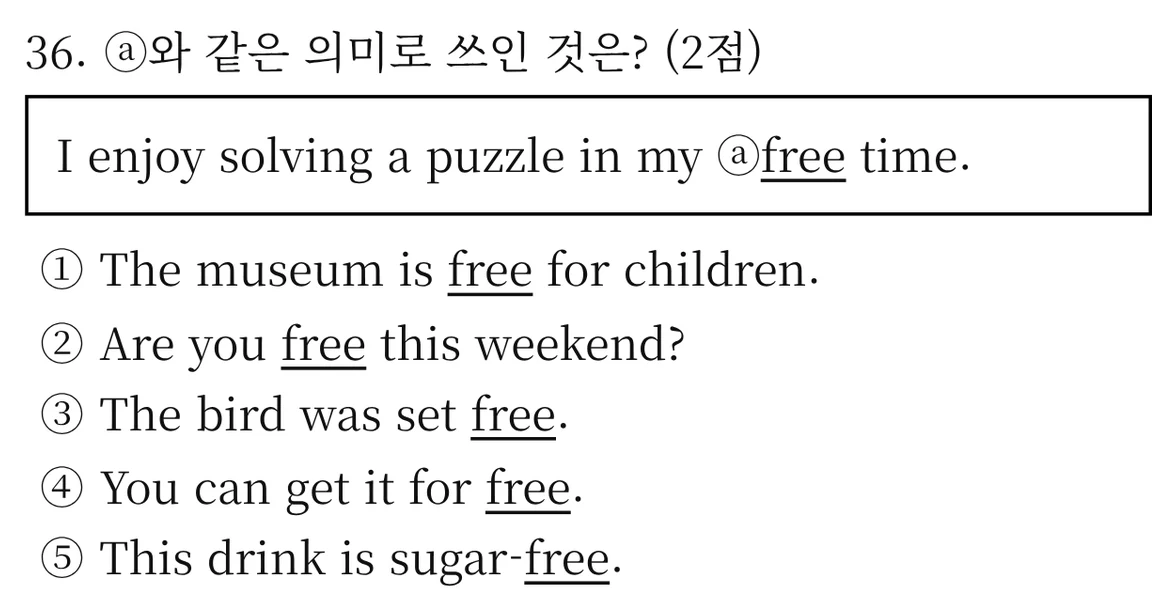 36. ⓐ와 같은 의미로 쓰인 것은? (2점)
I enjoy solving a puzzle in my ⓐfree time.
① The museum is free for children.
② Are you free this weekend?
③ The bird was set free.
④ You can get it for free.
⑤ This drink is sugar-free.